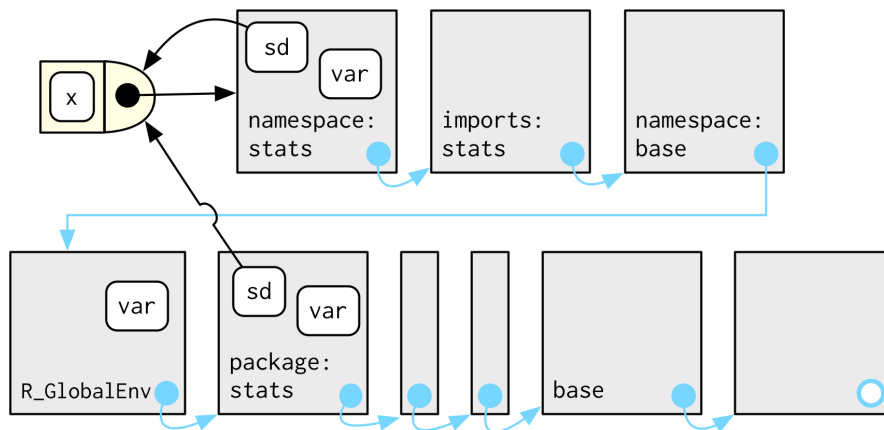 sd
var
x
namespace:
stats
imports:
stats
namespace:
base
var
sd
var
R_GlobalEnv
package:
stats
base